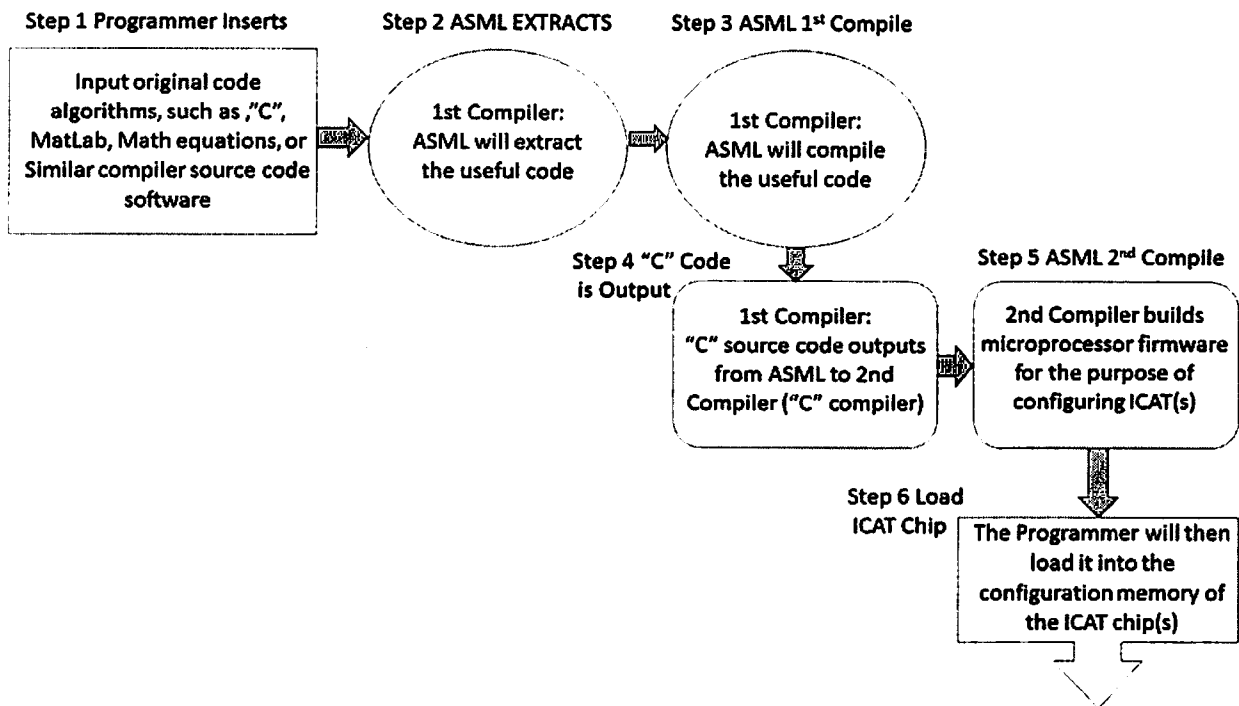 Step 1 Programmer Inserts
Input original code
algorithms, such as ,"C",
MatLab, Math equations, or
Similar compiler source code
software
Step 2 ASML EXTRACTS
1st Compiler:
ASML will extract
the useful code
Step 3 ASML 1st Compile
1st Compiler:
ASML will compile
the useful code
Step 4 "C" Code
is Output
1st Compiler:
"C" source code outputs
from ASML to 2nd
Compiler ("C" compiler)
Step 5 ASML 2nd Compile
2nd Compiler builds
microprocessor firmware
for the purpose of
configuring ICAT(s)
Step 6 Load
ICAT Chip
The Programmer will then
load it into the
configuration memory of
the ICAT chip(s)